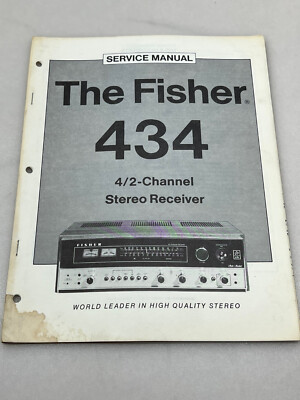 SERVICE MANUAL
The Fisher®
434
4/2-Channel
Stereo Receiver
FISHER
WORLD LEADER IN HIGH QUALITY STEREO